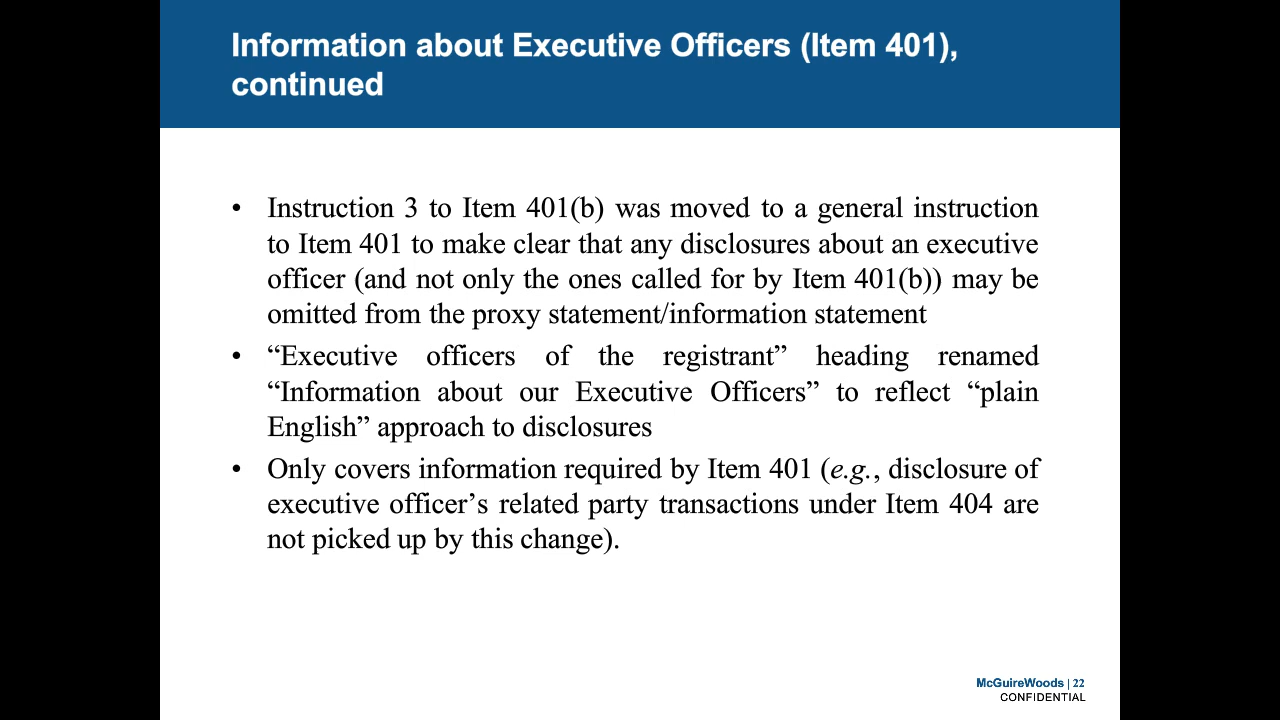 Information about Executive Officers (Item 401),
continued
• Instruction 3 to Item 401(b) was moved to a general instruction
to Item 401 to make clear that any disclosures about an executive
officer (and not only the ones called for by Item 401(b)) may be
omitted from the proxy statement/information statement
• “Executive officers of the registrant” heading renamed
“Information about our Executive Officers” to reflect “plain
English” approach to disclosures
• Only covers information required by Item 401 (e.g., disclosure of
executive officer’s related party transactions under Item 404 are
not picked up by this change).
McGuireWoods | 22
CONFIDENTIAL